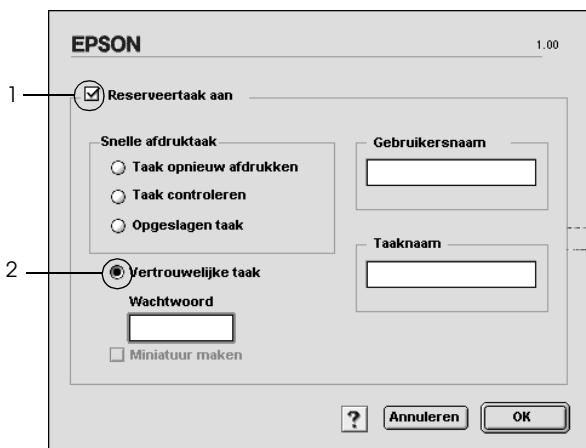 EPSON
1.00
1
Reserveertaak aan
Snelle afdruktaak
Taak opnieuw afdrukken
Taak controleren
Opgeslagen taak
Gebruikersnaam
Taaknaam
2
Vertrouwelijke taak
Wachtwoord
Miniatuur maken
?
Annuleren
OK